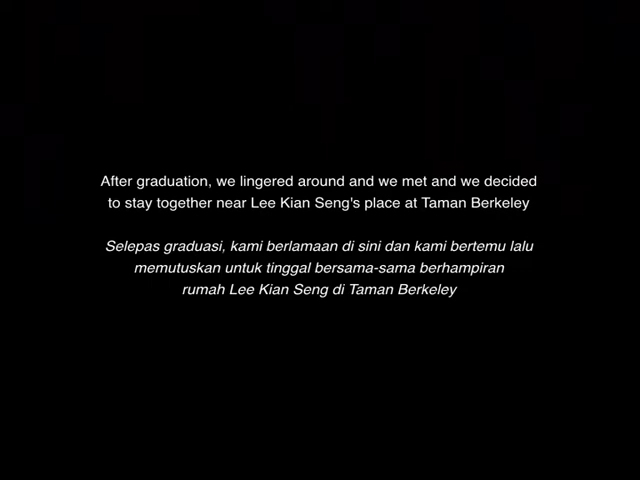 After graduation, we lingered around and we met and we decided
to stay together near Lee Kian Seng's place at Taman Berkeley
Selepas graduasi, kami berlamaan di sini dan kami bertemu lalu
memutuskan untuk tinggal bersama-sama berhampiran
rumah Lee Kian Seng di Taman Berkeley